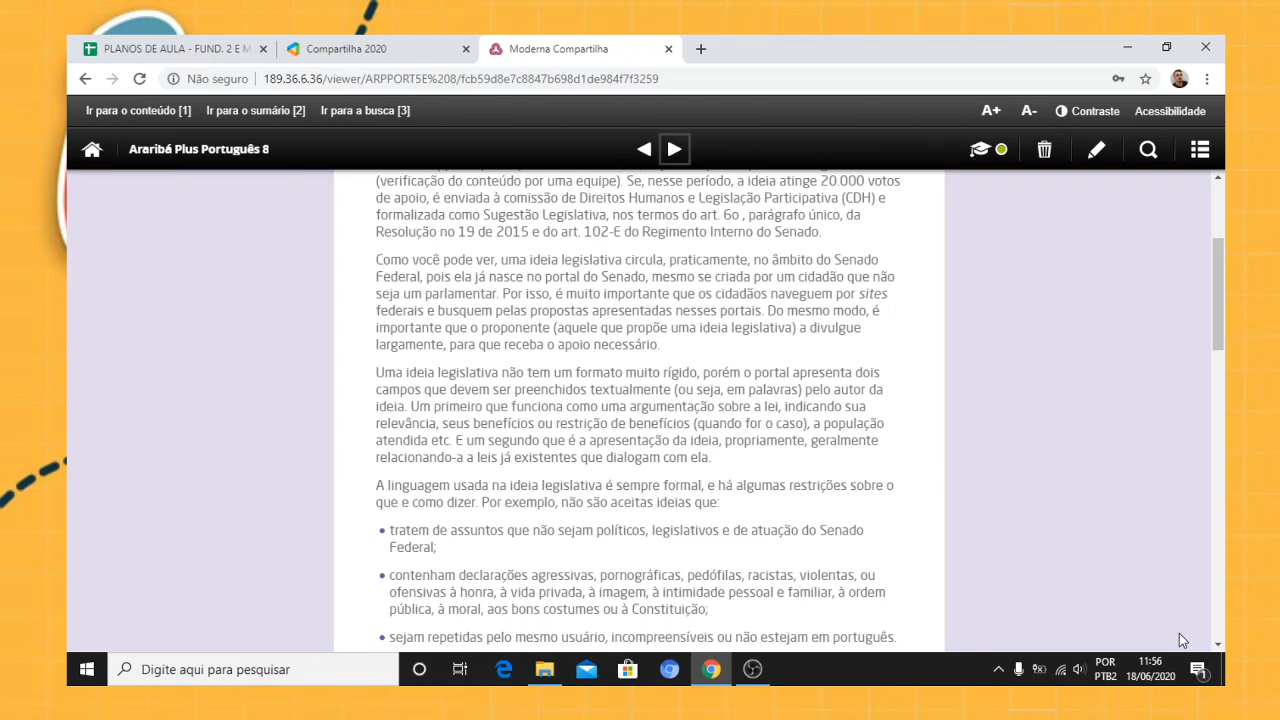 PLANOS DE AULA - FUND. 2 E M
Compartilha 2020
Moderna Compartilha
Não seguro
189.36.6.36/viewer/ARPPORT5E%208/fcb59d8e7c8847b698d1de984f7f3259
Ir para o conteúdo [1]
Ir para o sumário [2]
Ir para a busca [3]
A+
A-
Contraste
Acessibilidade
Araribá Plus Português 8
(verificação do conteúdo por uma equipe). Se, nesse período, a ideia atinge 20.000 votos
de apoio, é enviada à comissão de Direitos Humanos e Legislação Participativa (CDH) e
formalizada como Sugestão Legislativa, nos termos do art. 6o , parágrafo único, da
Resolução no 19 de 2015 e do art. 102-E do Regimento Interno do Senado.
Como você pode ver, uma ideia legislativa circula, praticamente, no âmbito do Senado
Federal, pois ela já nasce no portal do Senado, mesmo se criada por um cidadão que não
seja um parlamentar. Por isso, é muito importante que os cidadãos naveguem por sites
federais e busquem pelas propostas apresentadas nesses portais. Do mesmo modo, é
importante que o proponente (aquele que propõe uma ideia legislativa) a divulgue
largamente, para que receba o apoio necessário.
Uma ideia legislativa não tem um formato muito rígido, porém o portal apresenta dois
campos que devem ser preenchidos textualmente (ou seja, em palavras) pelo autor da
ideia. Um primeiro que funciona como uma argumentação sobre a lei, indicando sua
relevância, seus benefícios ou restrição de benefícios (quando for o caso), a população
atendida etc. E um segundo que é a apresentação da ideia, propriamente, geralmente
relacionando-a a leis já existentes que dialogam com ela.
A linguagem usada na ideia legislativa é sempre formal, e há algumas restrições sobre o
que e como dizer. Por exemplo, não são aceitas ideias que:
• tratem de assuntos que não sejam políticos, legislativos e de atuação do Senado
Federal;
• contenham declarações agressivas, pornográficas, pedófilas, racistas, violentas, ou
ofensivas à honra, à vida privada, à imagem, à intimidade pessoal e familiar, à ordem
pública, à moral, aos bons costumes ou à Constituição;
• sejam repetidas pelo mesmo usuário, incompreensíveis ou não estejam em português.
Digite aqui para pesquisar
POR
PTB2
11:56
18/06/2020
1